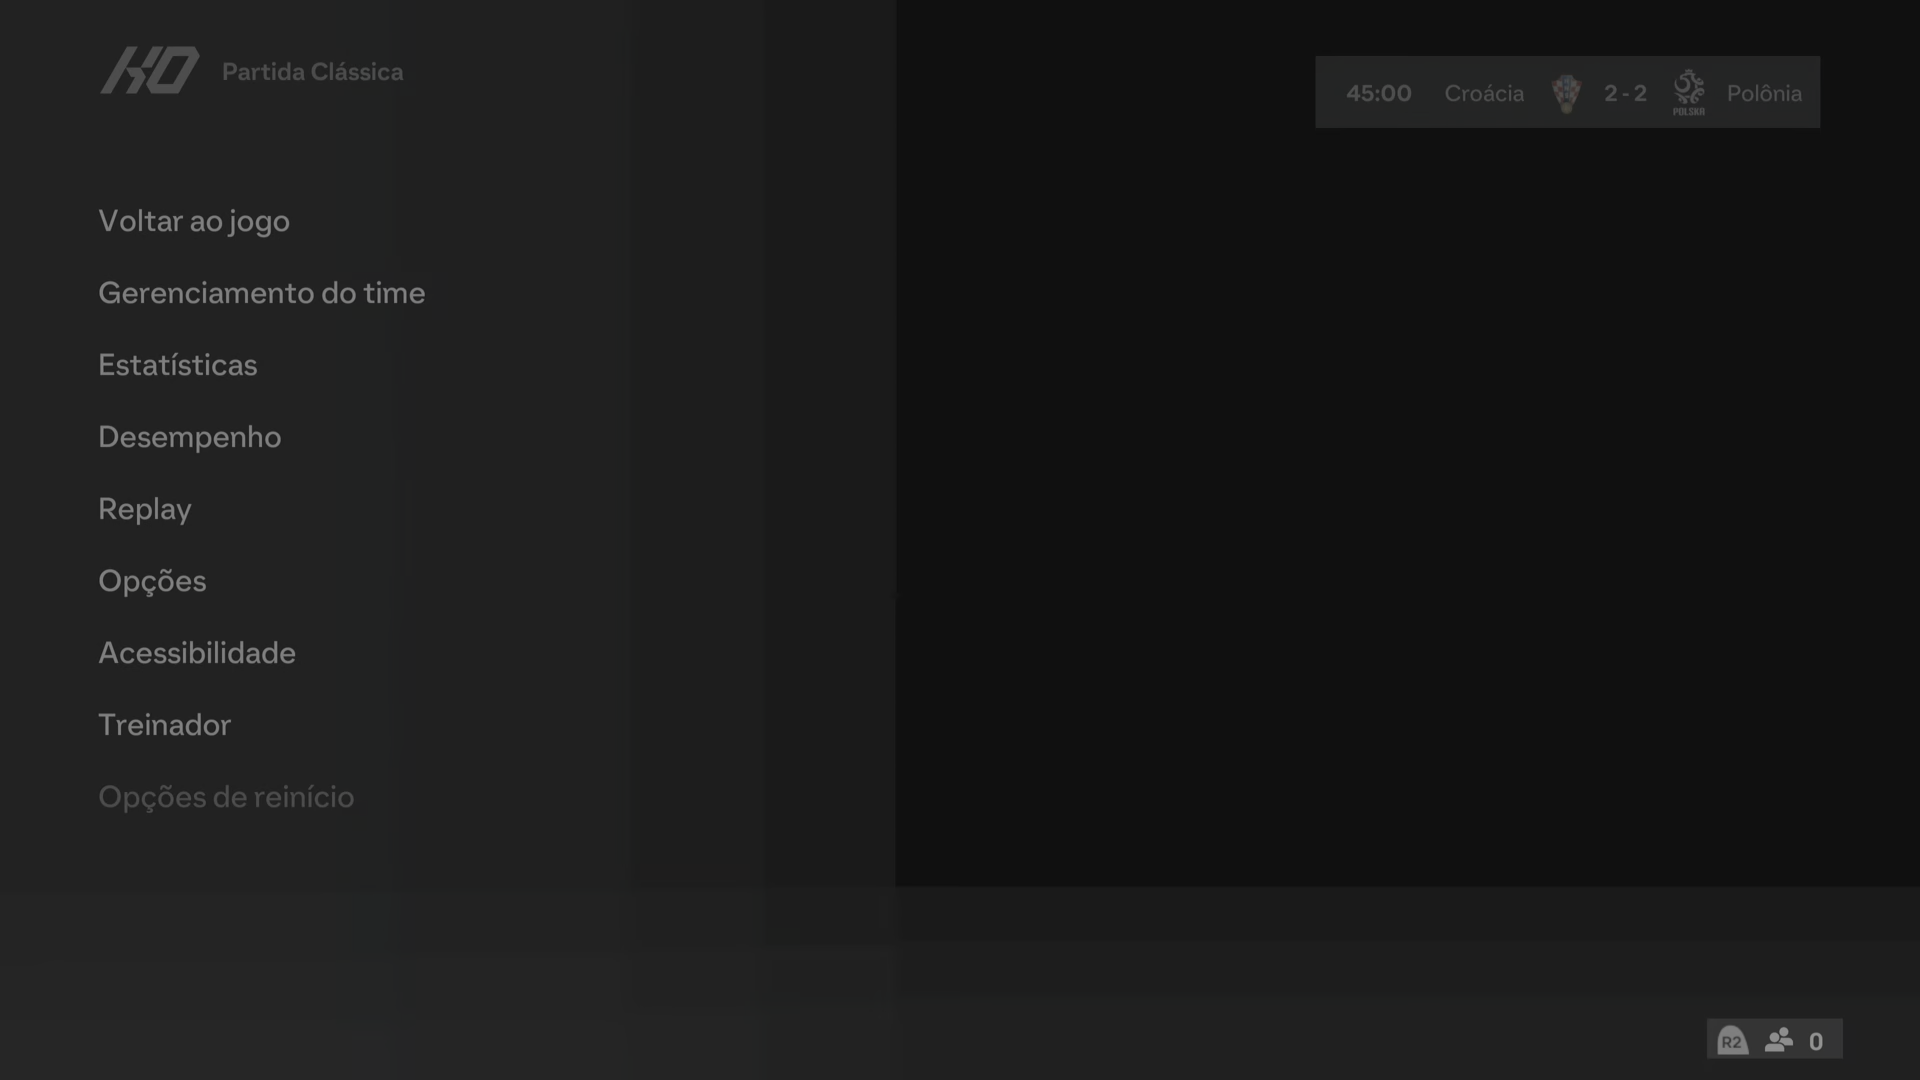 KO Partida Clássica
45:00 Croácia 2 - 2 POLSKA Polônia
Voltar ao jogo
Gerenciamento do time
Estatísticas
Desempenho
Replay
Opções
Acessibilidade
Treinador
Opções de reinício
R2 0